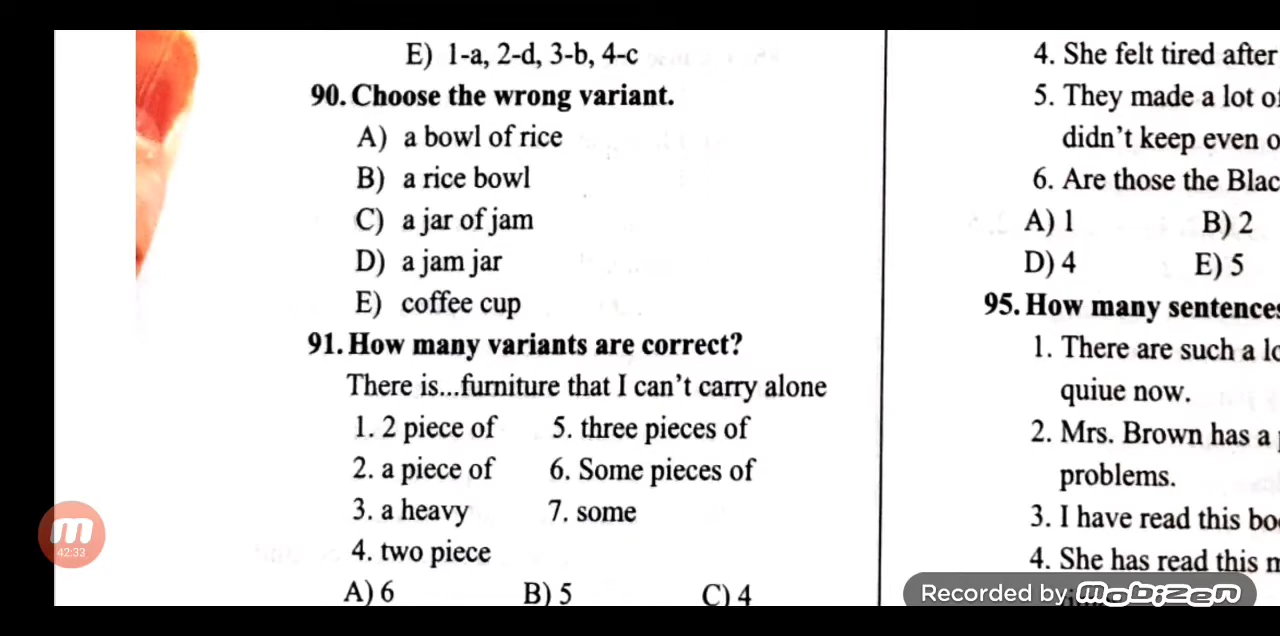 E) 1-a, 2-d, 3-b, 4-c
90. Choose the wrong variant.
A) a bowl of rice
B) a rice bowl
C) a jar of jam
D) a jam jar
E) coffee cup
91. How many variants are correct?
There is...furniture that I can't carry alone
1. 2 piece of 5. three pieces of
2. a piece of 6. Some pieces of
3. a heavy 7. some
4. two piece
A) 6 B) 5 C) 4
4. She felt tired after
5. They made a lot of
didn't keep even o
6. Are those the Blac
A) 1 B) 2
D) 4 E) 5
95. How many sentences
1. There are such a lo
quiue now.
2. Mrs. Brown has a
problems.
3. I have read this bo
4. She has read this m
42:33
Recorded by Mobizen